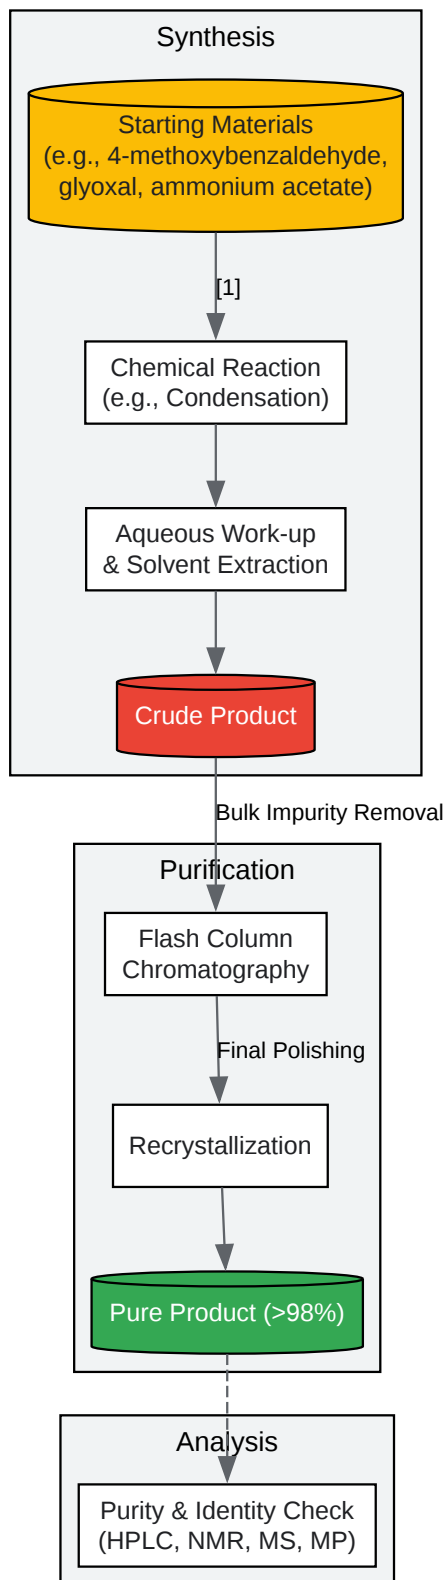 Synthesis
Starting Materials
(e.g., 4-methoxybenzaldehyde,
glyoxal, ammonium acetate)
[1]
Chemical Reaction
(e.g., Condensation)
Aqueous Work-up
& Solvent Extraction
Crude Product
Bulk Impurity Removal
Purification
Flash Column
Chromatography
Final Polishing
Recrystallization
Pure Product (>98%)
Analysis
Purity & Identity Check
(HPLC, NMR, MS, MP)